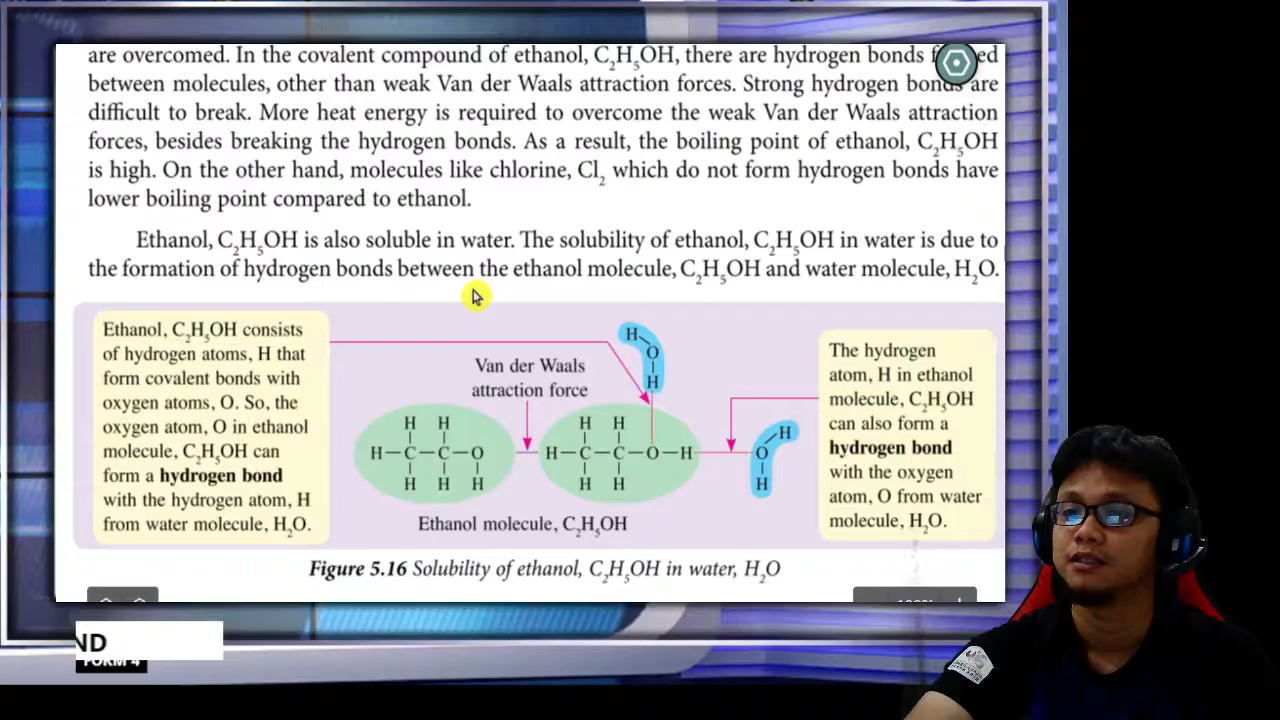 are overcomed. In the covalent compound of ethanol, C2H5OH, there are hydrogen bonds
between molecules, other than weak Van der Waals attraction forces. Strong hydrogen bonds are
difficult to break. More heat energy is required to overcome the weak Van der Waals attraction
forces, besides breaking the hydrogen bonds. As a result, the boiling point of ethanol, C2H5OH
is high. On the other hand, molecules like chlorine, Cl2 which do not form hydrogen bonds have
lower boiling point compared to ethanol.
Ethanol, C2H5OH is also soluble in water. The solubility of ethanol, C2H5OH in water is due to
the formation of hydrogen bonds between the ethanol molecule, C2H5OH and water molecule, H2O.
Ethanol, C2H5OH consists
of hydrogen atoms, H that
form covalent bonds with
oxygen atoms, O. So, the
oxygen atom, O in ethanol
molecule, C2H5OH can
form a hydrogen bond
with the hydrogen atom, H
from water molecule, H2O.
Van der Waals
attraction force
H
O
H
H H
H—C—C—O
H H H
H H
H—C—C—O—H
H H
H
O
H
Ethanol molecule, C2H5OH
The hydrogen
atom, H in ethanol
molecule, C2H5OH
can also form a
hydrogen bond
with the oxygen
atom, O from water
molecule, H2O.
Figure 5.16 Solubility of ethanol, C2H5OH in water, H2O
ND
FORM 4